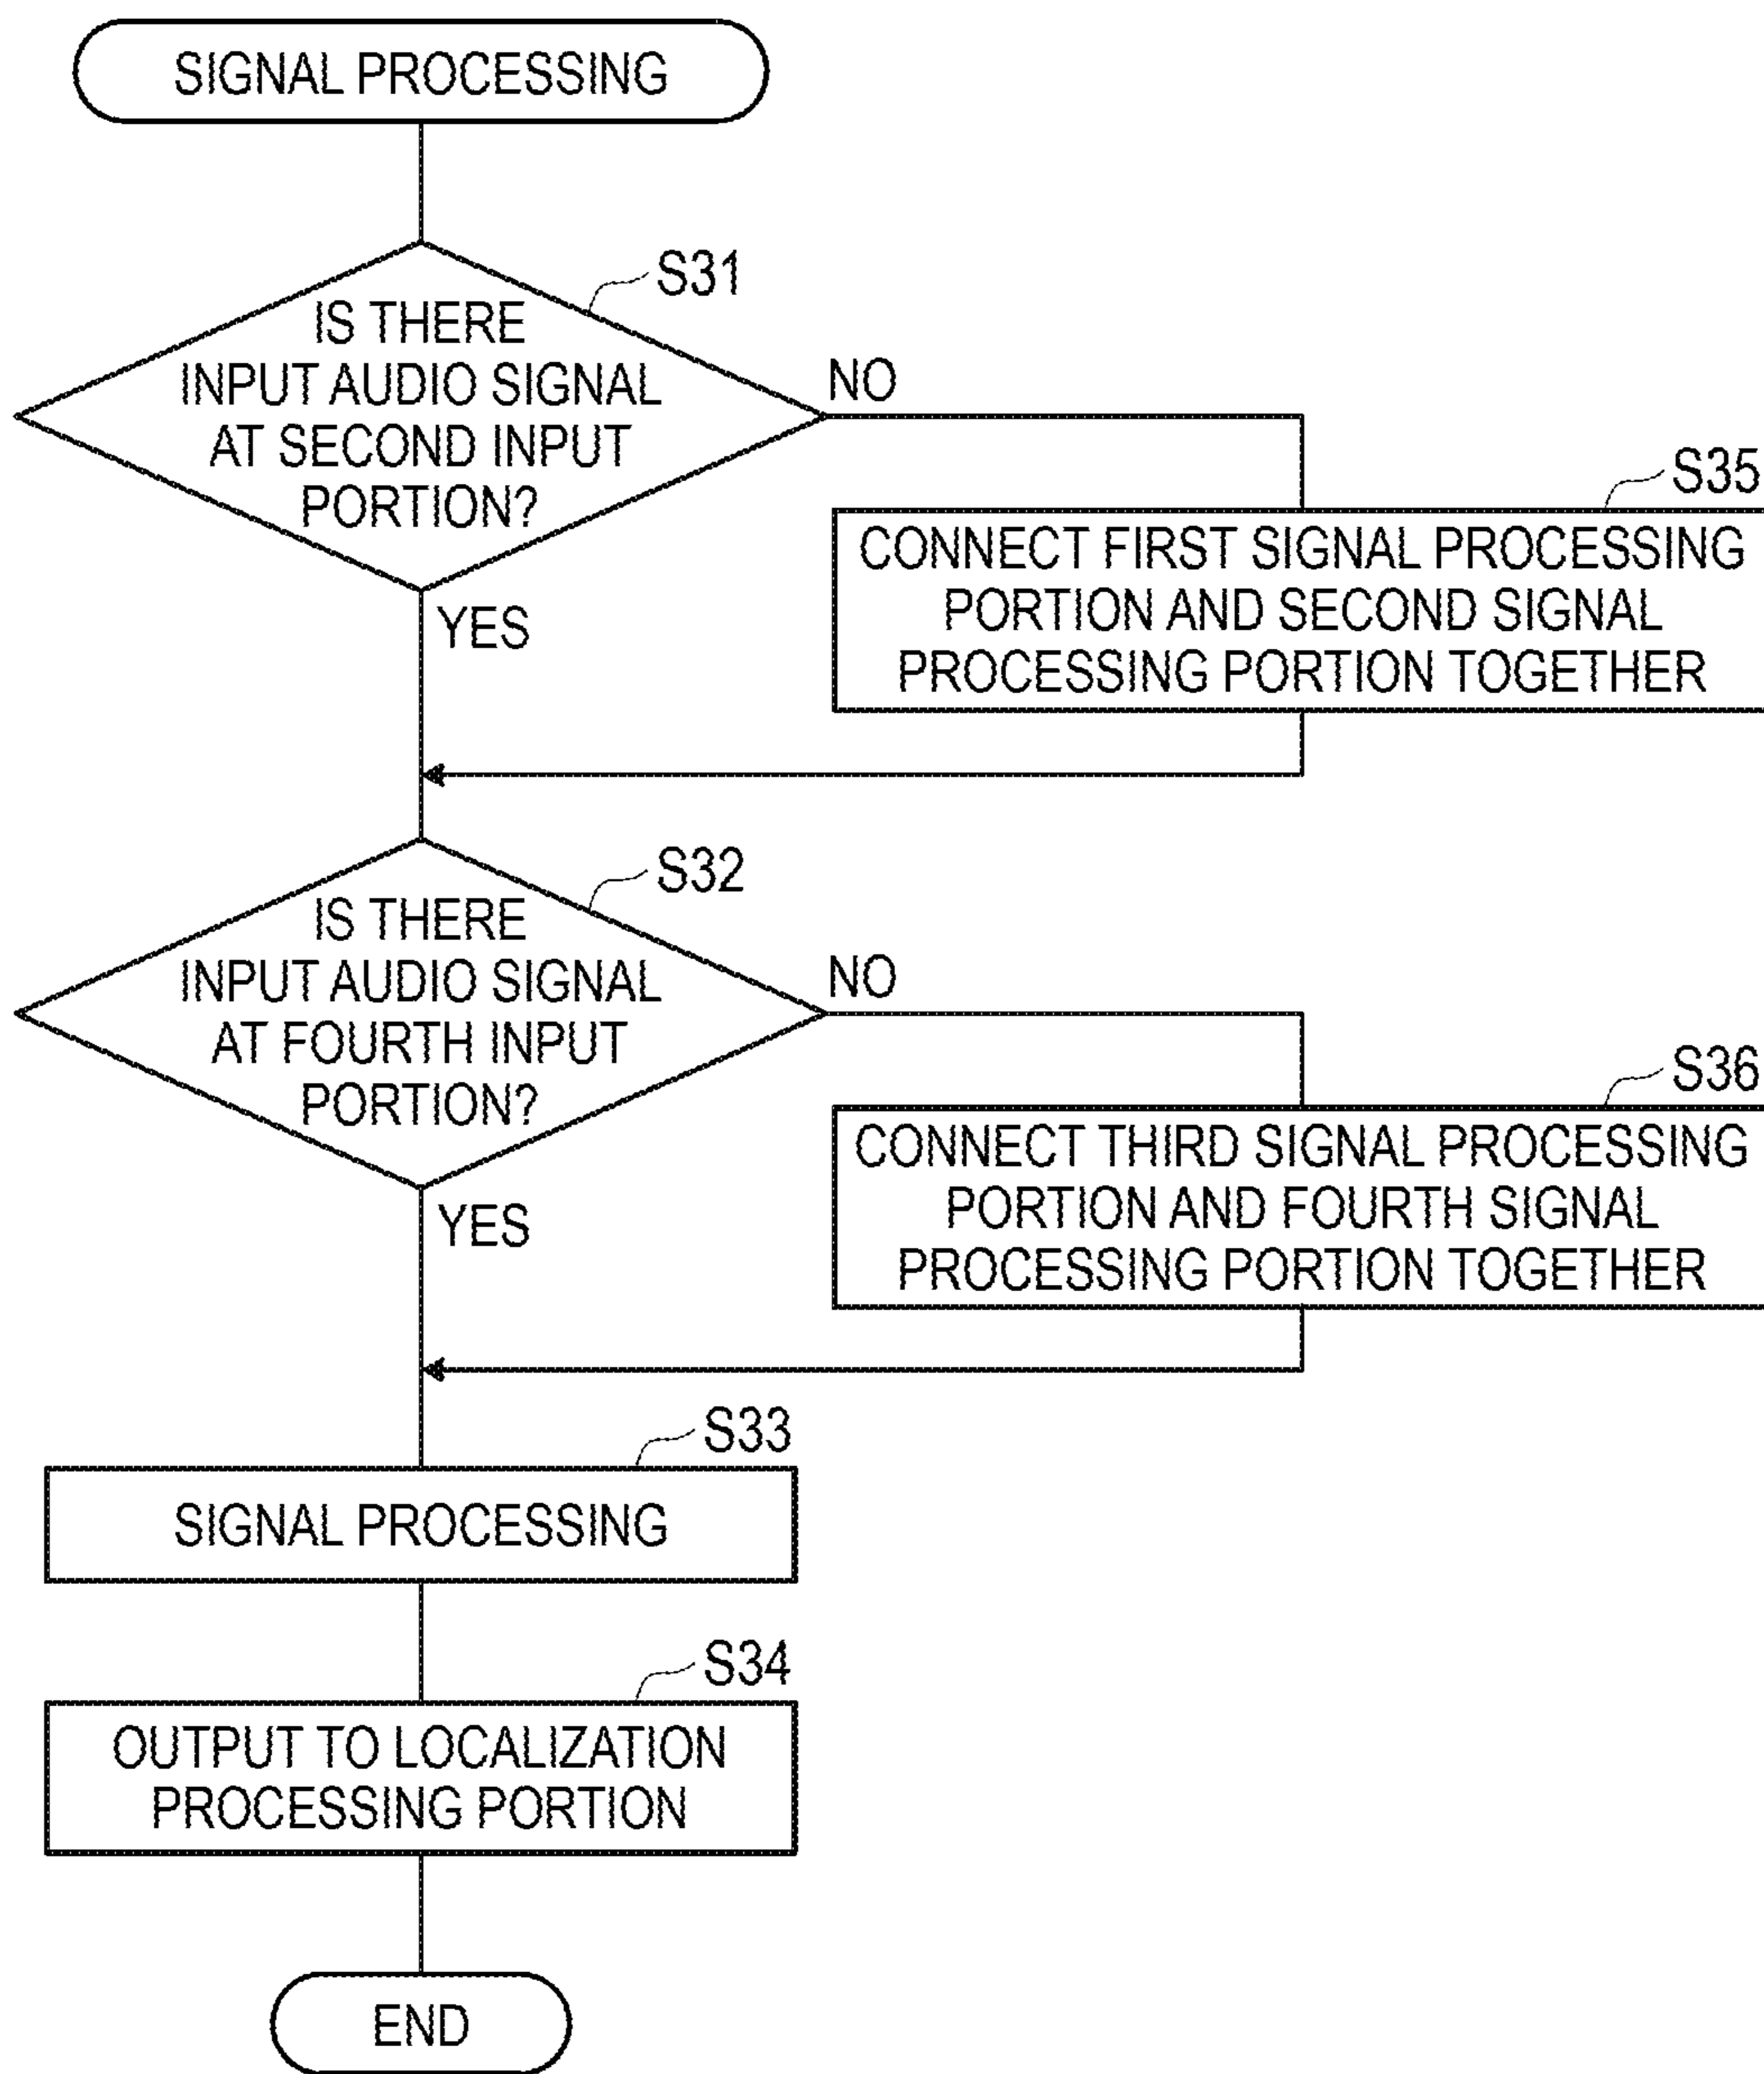 SIGNAL PROCESSING
S31
IS THERE
INPUT AUDIO SIGNAL
AT SECOND INPUT
PORTION?
NO
YES
S35
CONNECT FIRST SIGNAL PROCESSING
PORTION AND SECOND SIGNAL
PROCESSING PORTION TOGETHER
S32
IS THERE
INPUT AUDIO SIGNAL
AT FOURTH INPUT
PORTION?
NO
YES
S36
CONNECT THIRD SIGNAL PROCESSING
PORTION AND FOURTH SIGNAL
PROCESSING PORTION TOGETHER
S33
SIGNAL PROCESSING
S34
OUTPUT TO LOCALIZATION
PROCESSING PORTION
END